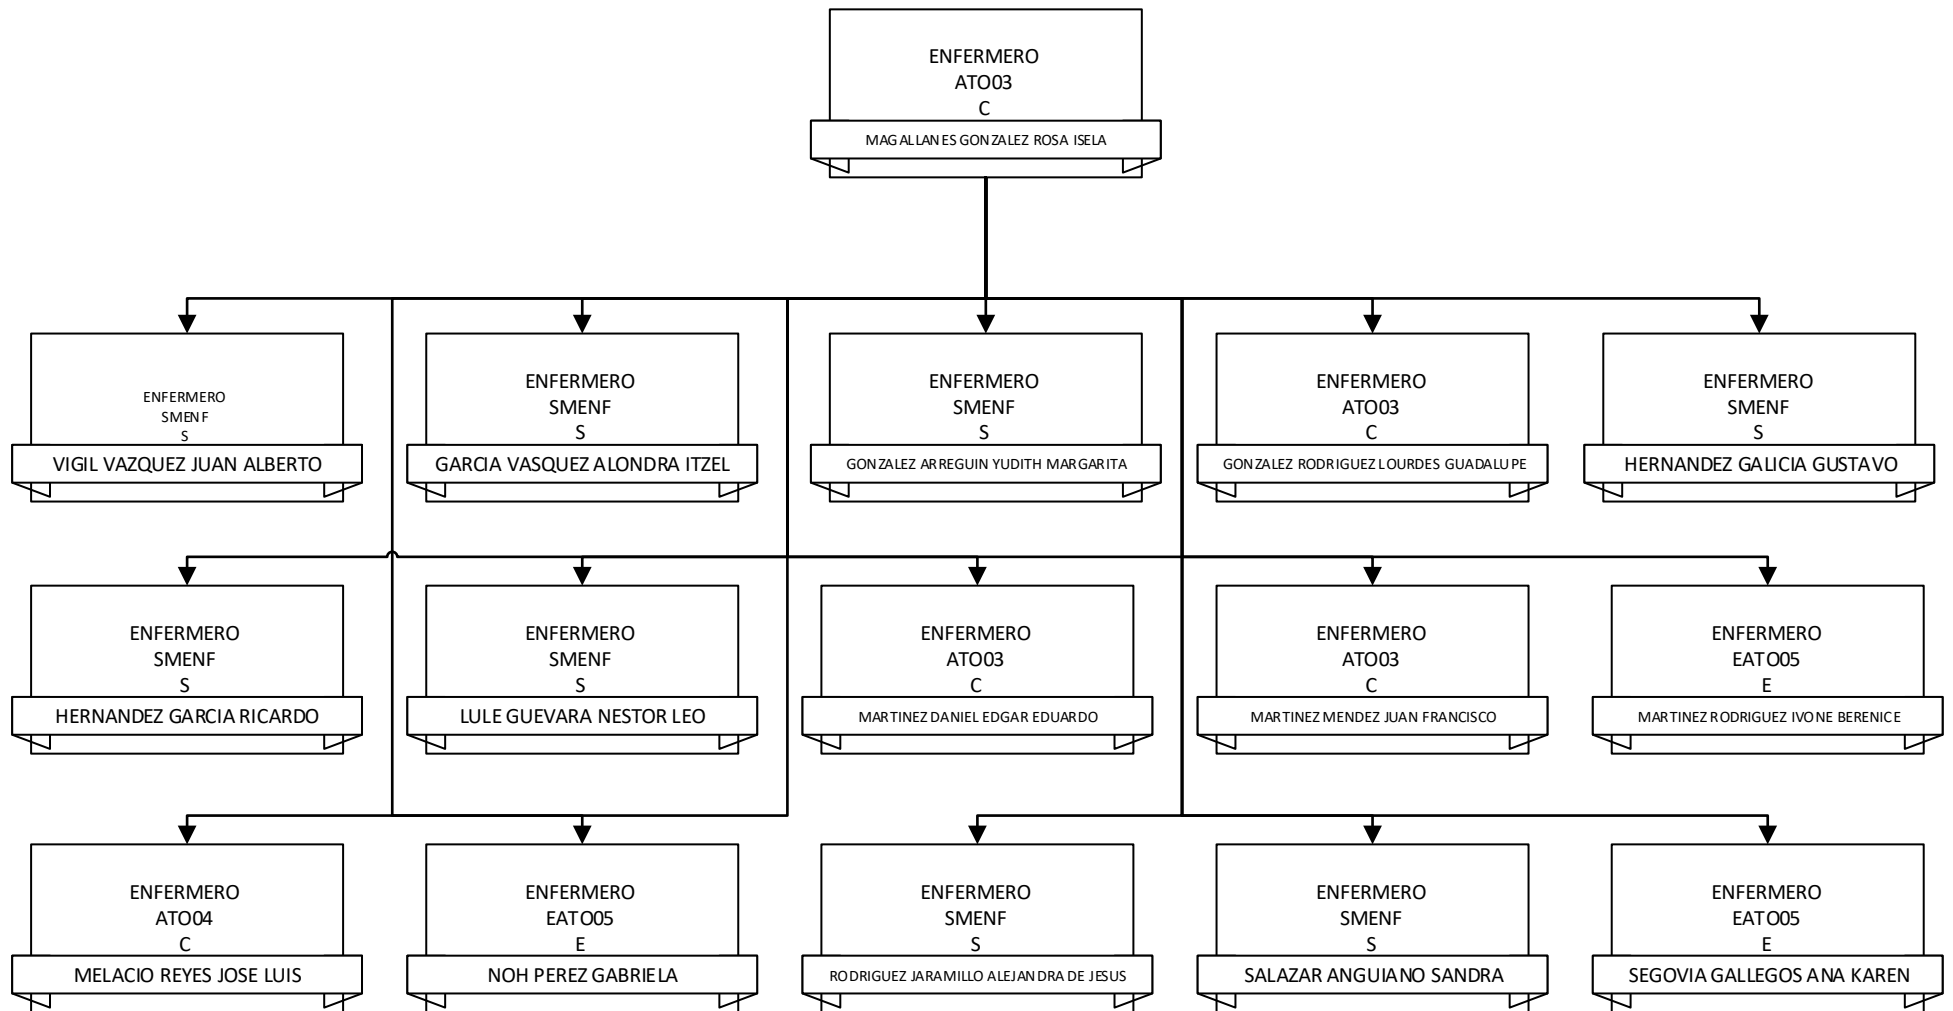 ENFERMERO
ATO03
C
MAGALLANES GONZALEZ ROSA ISELA
ENFERMERO
SMENF
S
VIGIL VAZQUEZ JUAN ALBERTO
ENFERMERO
SMENF
S
GARCIA VASQUEZ ALONDRA ITZEL
ENFERMERO
SMENF
S
GONZALEZ ARREGUIN YUDITH MARGARITA
ENFERMERO
ATO03
C
GONZALEZ RODRIGUEZ LOURDES GUADALUPE
ENFERMERO
SMENF
S
HERNANDEZ GALICIA GUSTAVO
ENFERMERO
SMENF
S
HERNANDEZ GARCIA RICARDO
ENFERMERO
SMENF
S
LULE GUEVARA NESTOR LEO
ENFERMERO
ATO03
C
MARTINEZ DANIEL EDGAR EDUARDO
ENFERMERO
ATO03
C
MARTINEZ MENDEZ JUAN FRANCISCO
ENFERMERO
EATO05
E
MARTINEZ RODRIGUEZ IVONE BERENICE
ENFERMERO
ATO04
C
MELACIO REYES JOSE LUIS
ENFERMERO
EATO05
E
NOH PEREZ GABRIELA
ENFERMERO
SMENF
S
RODRIGUEZ JARAMILLO ALEJANDRA DE JESUS
ENFERMERO
SMENF
S
SALAZAR ANGUIANO SANDRA
ENFERMERO
EATO05
E
SEGOVIA GALLEGOS ANA KAREN